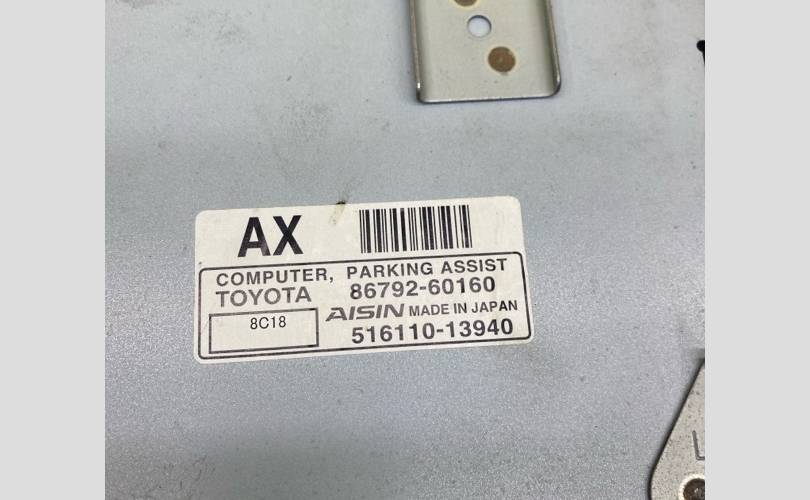 AX
COMPUTER, PARKING ASSIST
TOYOTA 86792-60160
8C18 AISIN MADE IN JAPAN
516110-13940
L